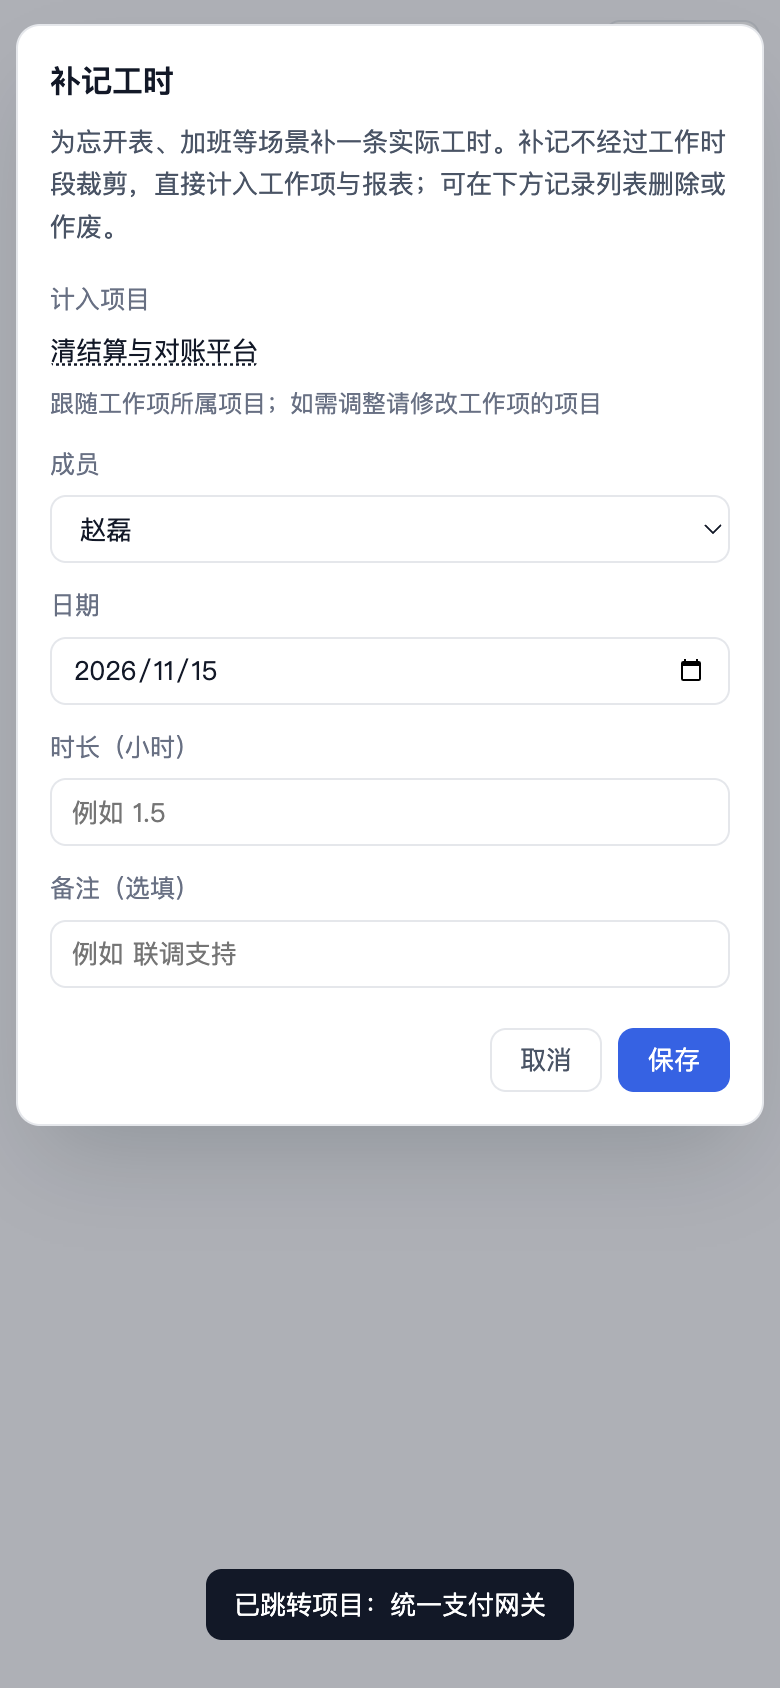 补记工时
为忘开表、加班等场景补一条实际工时。补记不经过工作时
段裁剪，直接计入工作项与报表；可在下方记录列表删除或
作废。
计入项目
清结算与对账平台
跟随工作项所属项目；如需调整请修改工作项的项目
成员
赵磊
日期
2026/11/15
时长（小时）
例如 1.5
备注（选填）
例如 联调支持
取消
保存
已跳转项目：统一支付网关